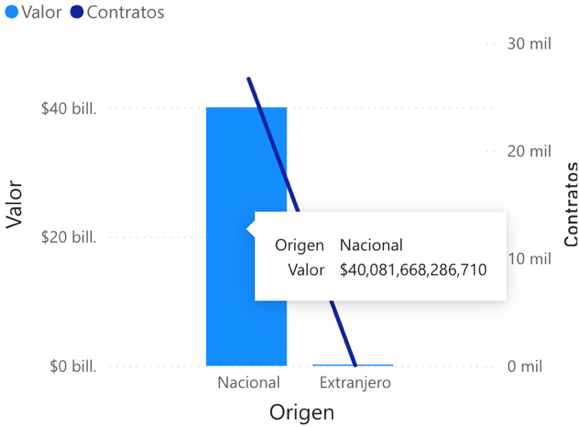 Valor Contratos
30 mil
$40 bill.
20 mil
Valor
Contratos
Origen Nacional
$20 bill.
Valor $40,081,668,286,710
10 mil
$0 bill.
0 mil
Nacional Extranjero
Origen